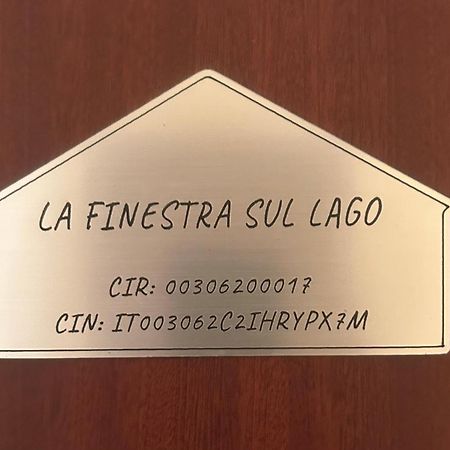 LA FINESTRA SUL LAGO
CIR: 00306200017
CIN: IT003062C2IHRYPX7M